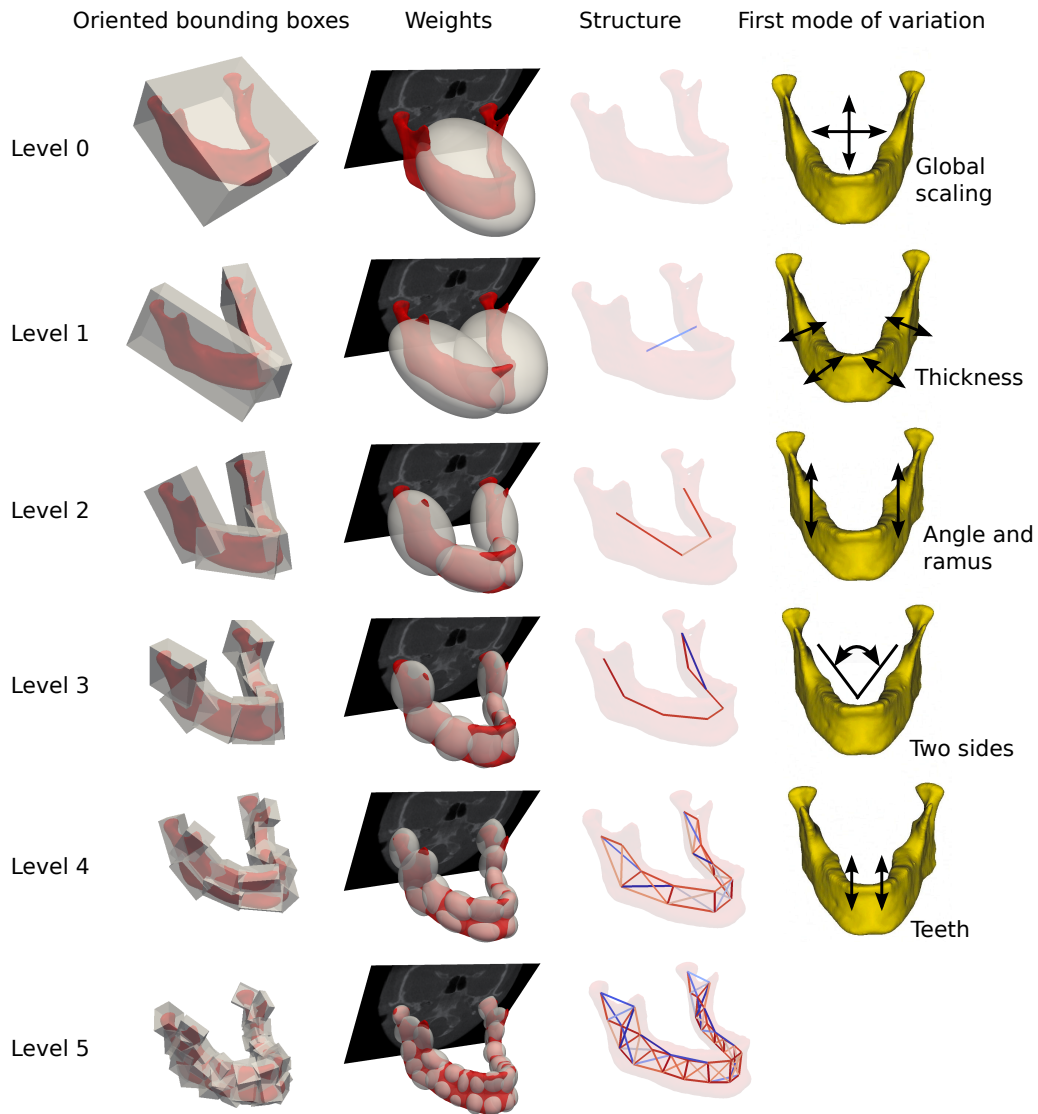 Oriented bounding boxes
Weights
Structure
First mode of variation
Level 0
Global
scaling
Level 1
Thickness
Level 2
Angle and
ramus
Level 3
Two sides
Level 4
Teeth
Level 5